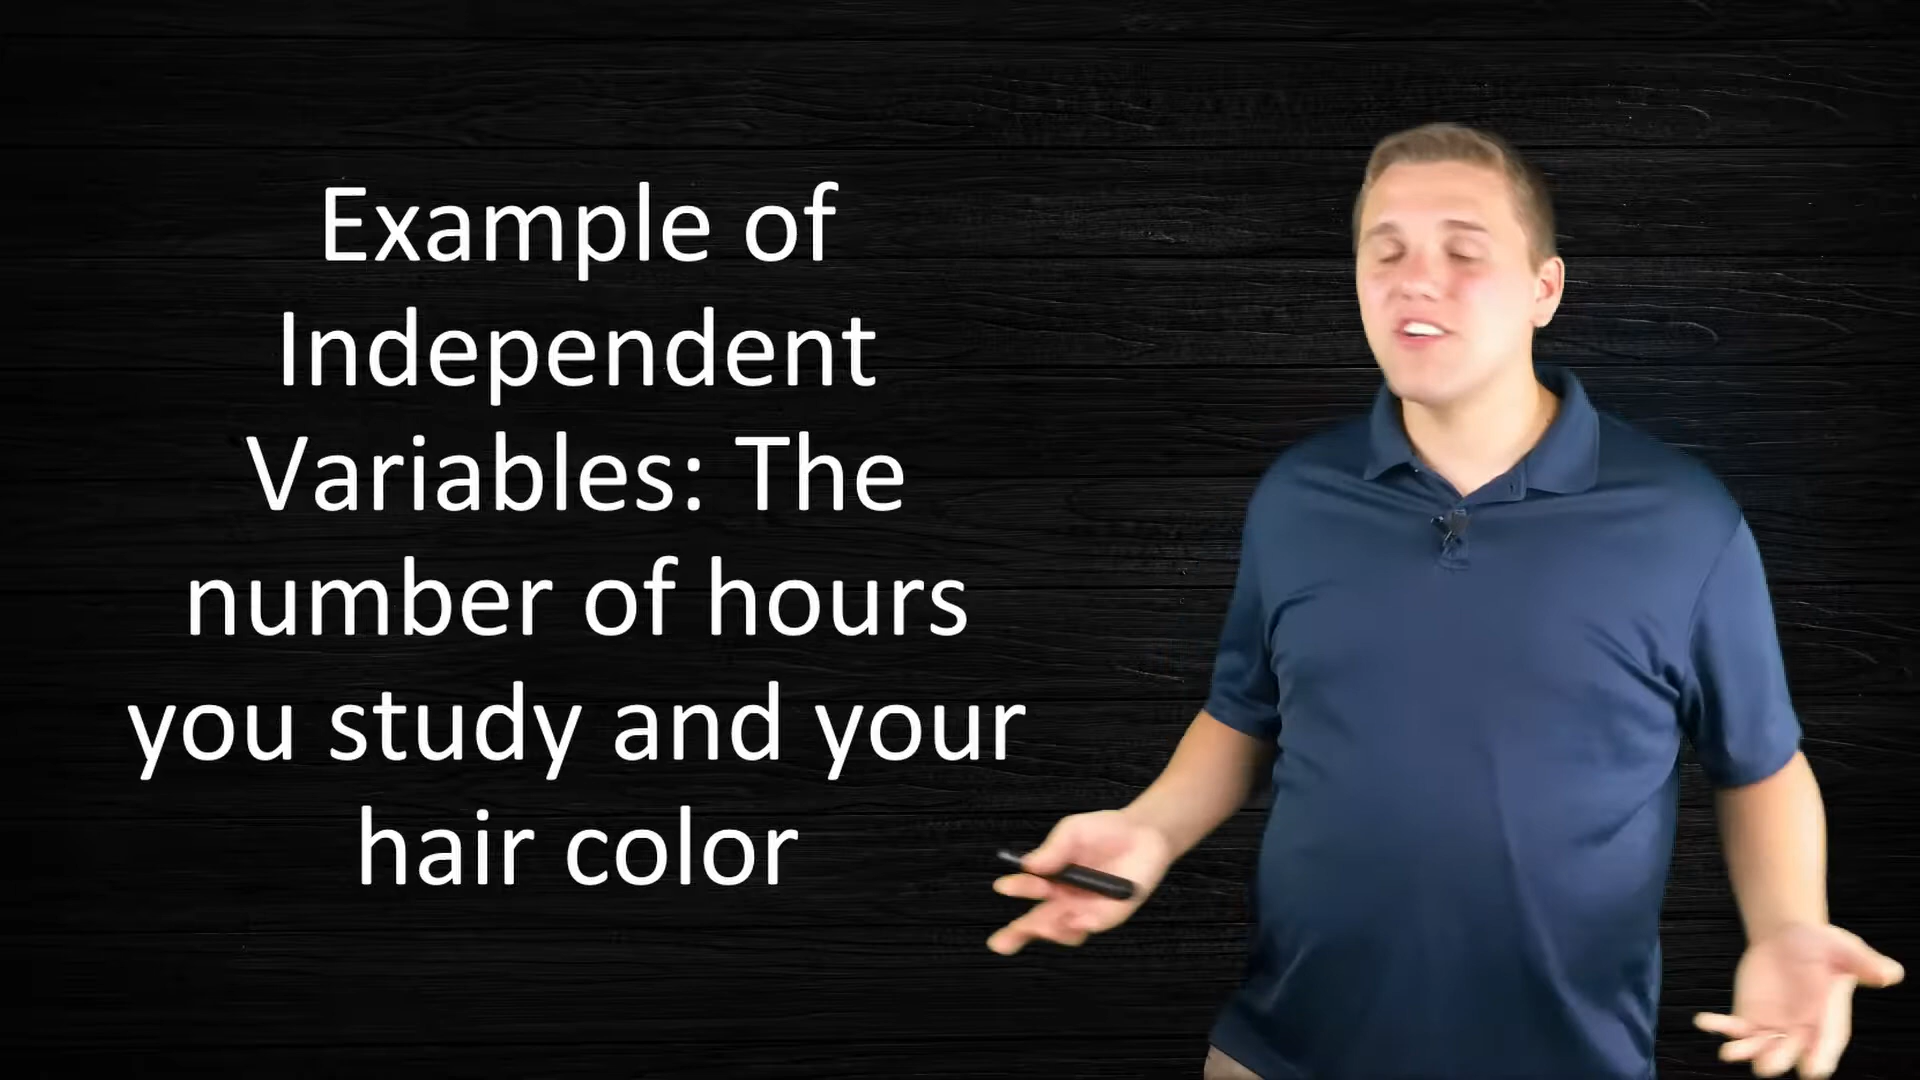 Example of
Independent
Variables: The
number of hours
you study and your
hair color